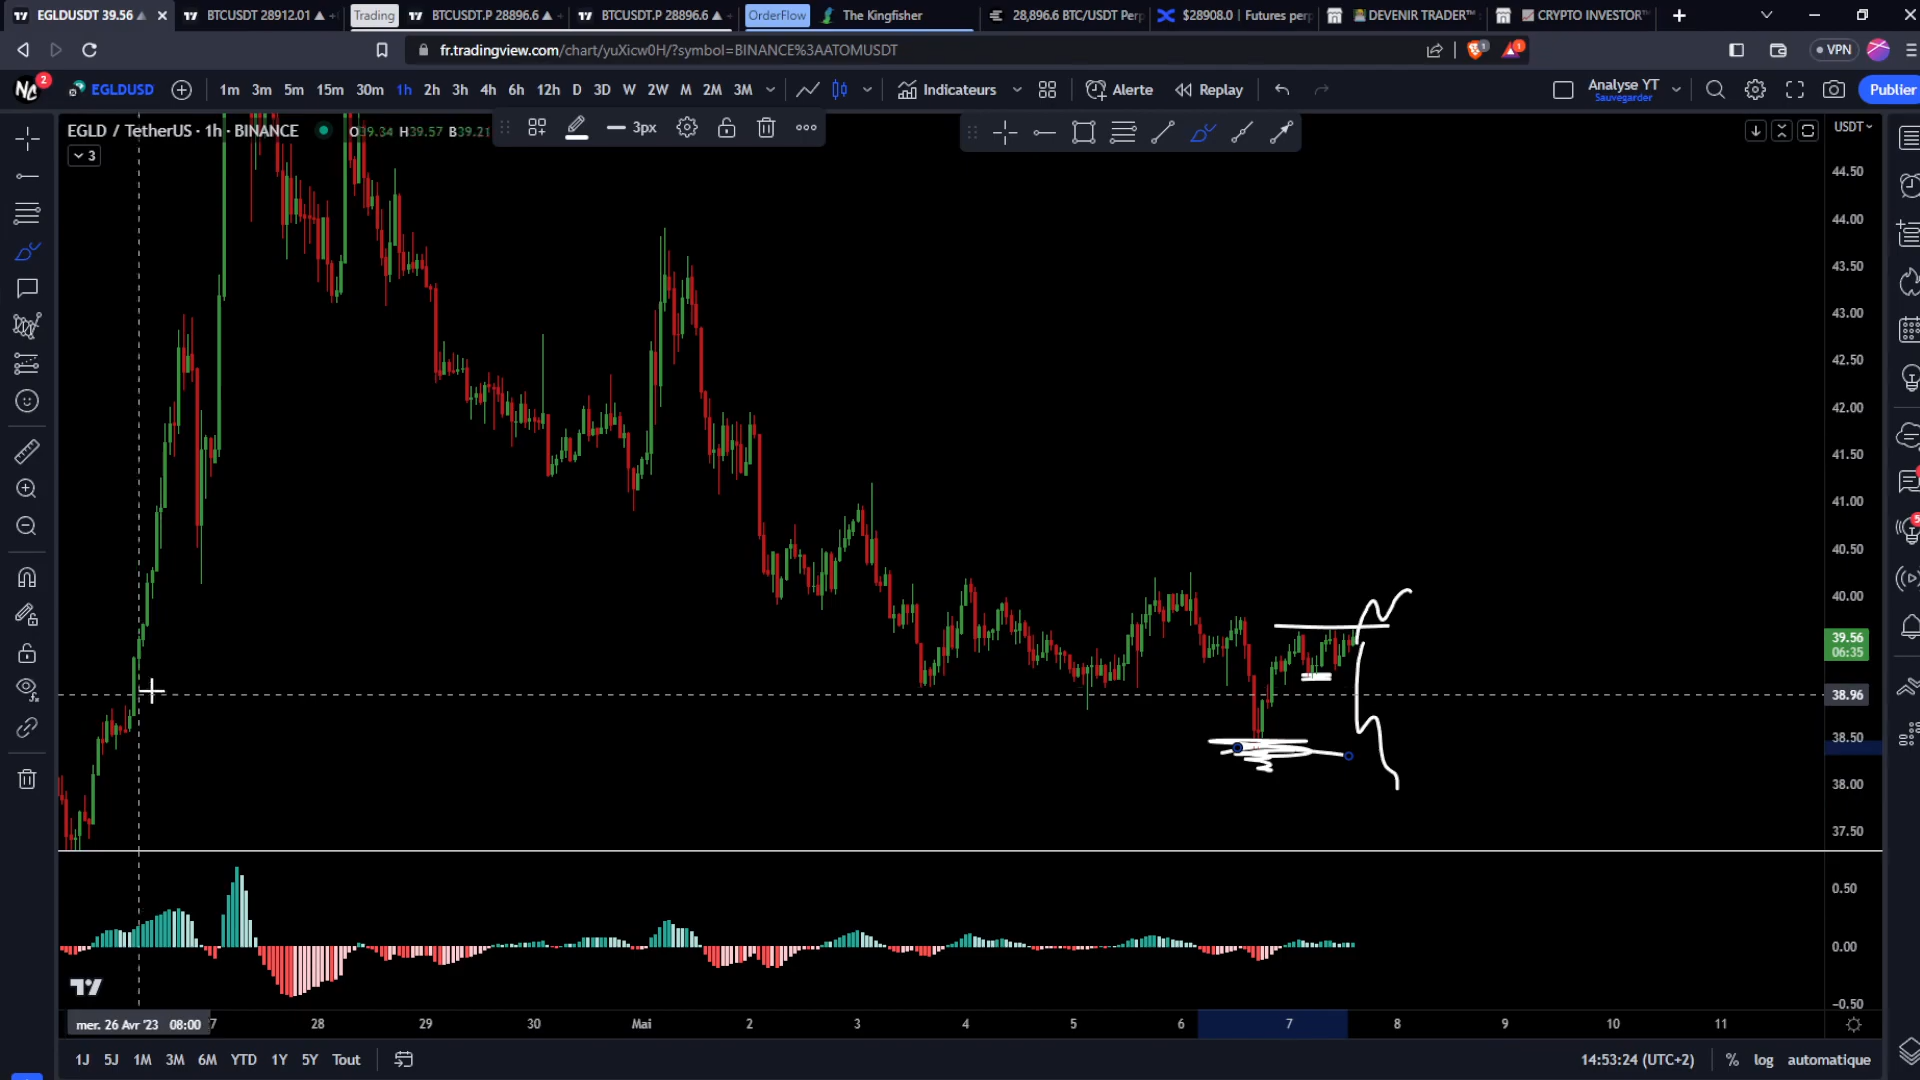 EGLDUSDT 39.56
BTCUSDT 28912.01
Trading
BTCUSDT.P 28896.6
BTCUSDT.P 28896.6
OrderFlow
The Kingfisher
28,896.6 BTC/USDT Perp
$28908.0 | Futures perp
DEVENIR TRADER™
CRYPTO INVESTOR™
fr.tradingview.com/chart/yuXicw0H/?symbol=BINANCE%3AATOMUSDT
1
1
VPN
NC
2
EGLDUSD
1m 3m 5m 15m 30m 1h 2h 3h 4h 6h 12h D 3D W 2W M 2M 3M
Indicateurs
Alerte
Replay
Analyse YT
Sauvegarder
Publier
EGLD / TetherUS · 1h · BINANCE
O39.34 H39.57 B39.21
3px
USDT
3
44.50
44.00
43.50
43.00
42.50
42.00
41.50
41.00
40.50
40.00
39.56
06:35
38.96
38.50
38.00
37.50
0.50
0.00
−0.50
mer. 26 Avr '23 08:00
7 28 29 30 Mai 2 3 4 5 6 7 8 9 10 11
1J 5J 1M 3M 6M YTD 1Y 5Y Tout
14:53:24 (UTC+2)
% log automatique